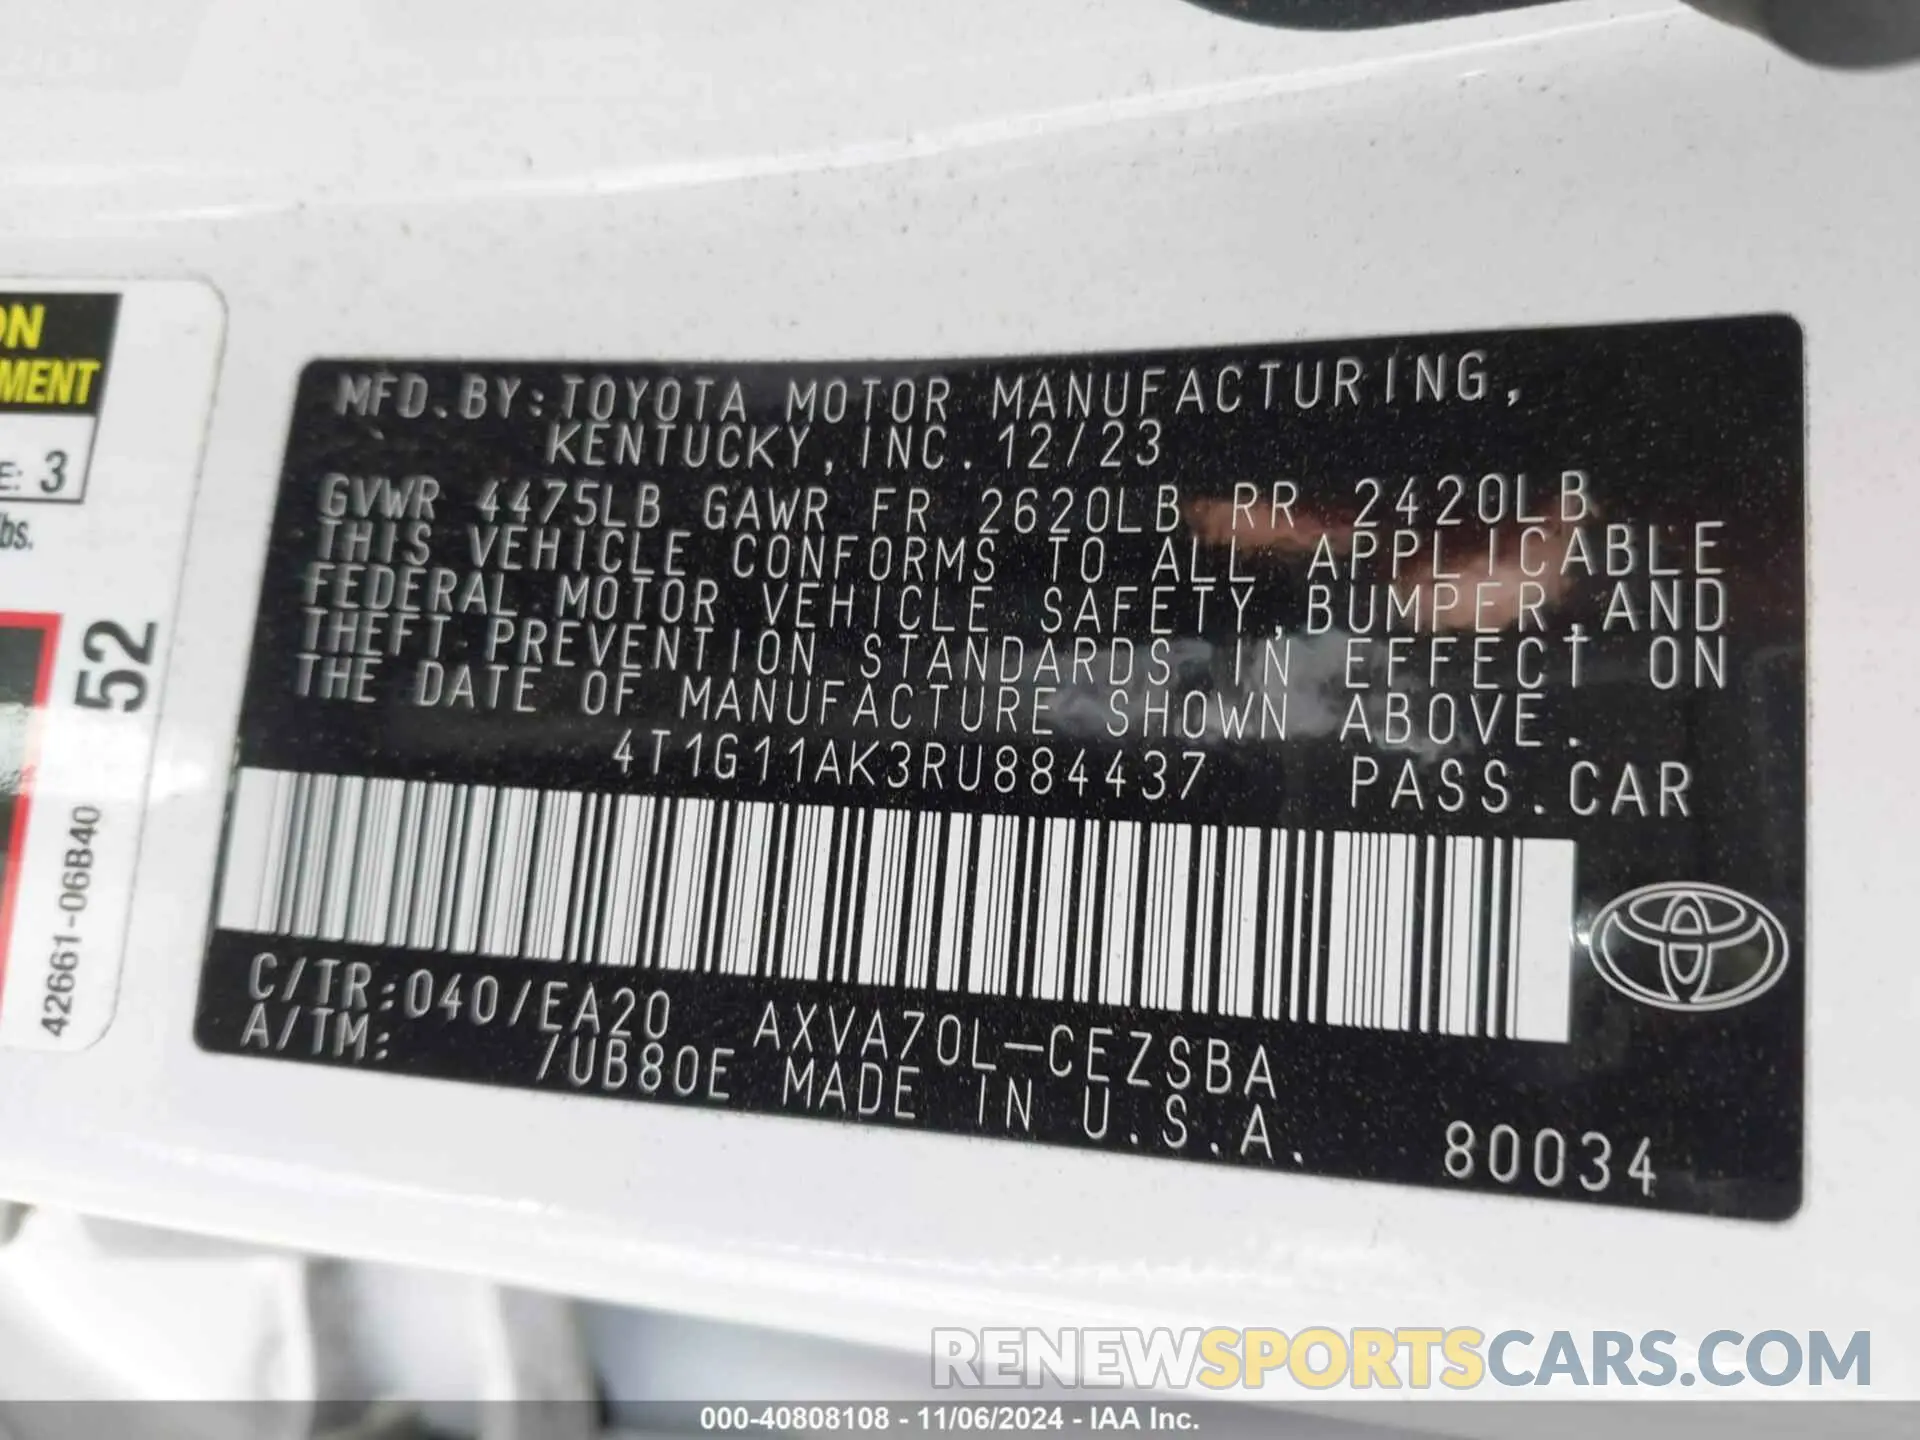 ON
MENT
E: 3
lbs.
52
42661-06B40
MFD.BY:TOYOTA MOTOR MANUFACTURING,
KENTUCKY, INC. 12/23
GVWR 4475LB GAWR FR 2620LB RR 2420LB
THIS VEHICLE CONFORMS TO ALL APPLICABLE
FEDERAL MOTOR VEHICLE SAFETY,BUMPER,AND
THEFT PREVENTION STANDARDS IN EFFECT ON
THE DATE OF MANUFACTURE SHOWN ABOVE.
4T1G11AK3RU884437 PASS.CAR
C/TR:040/EA20 AXVA70L-CEZSBA
A/TM: /UB80E MADE IN U.S.A. 80034
RENEWSPORTSCARS.COM
000-40808108 - 11/06/2024 - IAA Inc.